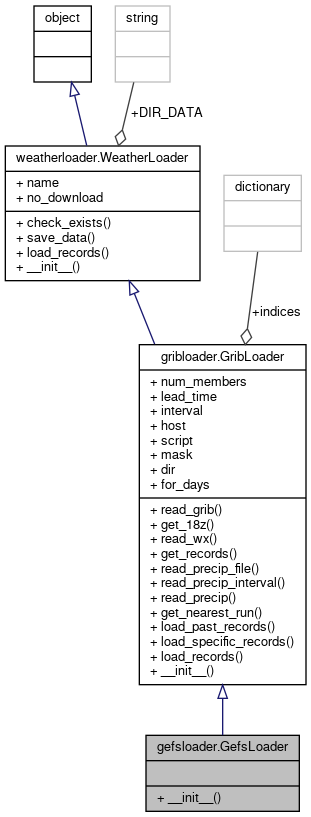 object
string
+DIR_DATA
weatherloader.WeatherLoader
+ name
+ no_download
+ check_exists()
+ save_data()
+ load_records()
+ __init__()
dictionary
+indices
gribloader.GribLoader
+ num_members
+ lead_time
+ interval
+ host
+ script
+ mask
+ dir
+ for_days
+ read_grib()
+ get_18z()
+ read_wx()
+ get_records()
+ read_precip_file()
+ read_precip_interval()
+ read_precip()
+ get_nearest_run()
+ load_past_records()
+ load_specific_records()
+ load_records()
+ __init__()
gefsloader.GefsLoader
+ __init__()